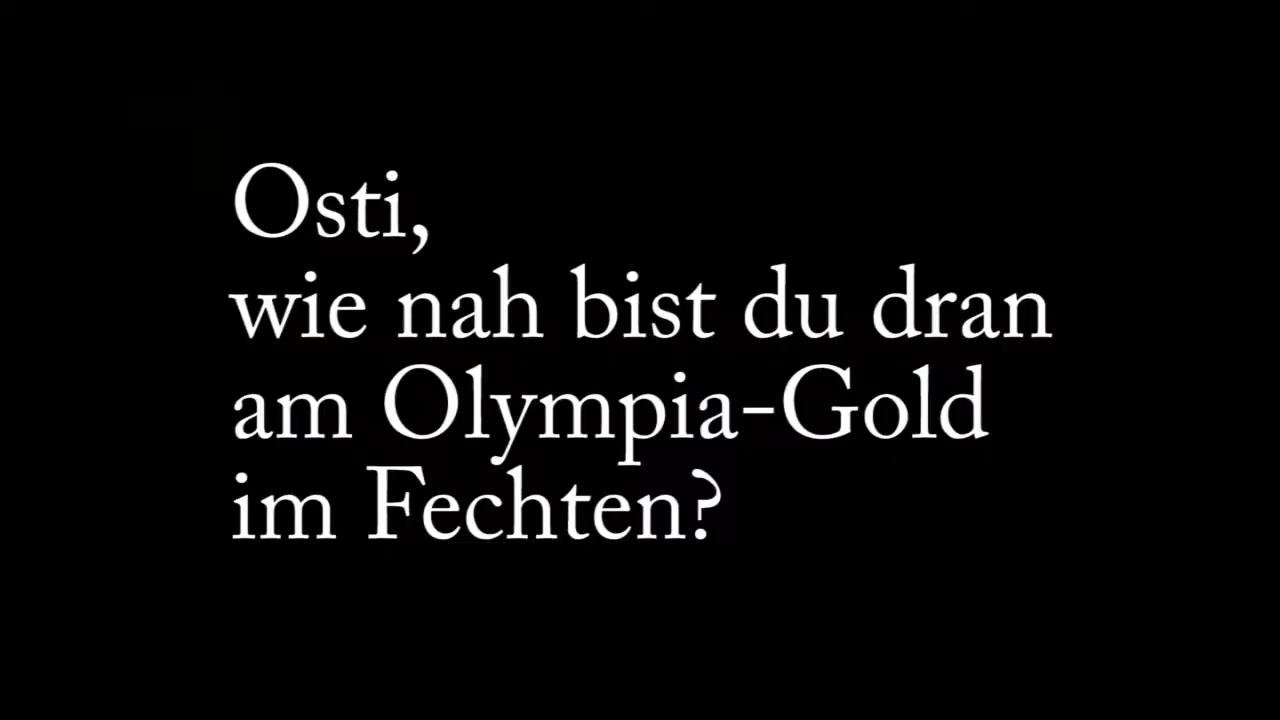 Osti,
wie nah bist du dran
am Olympia-Gold
im Fechten?